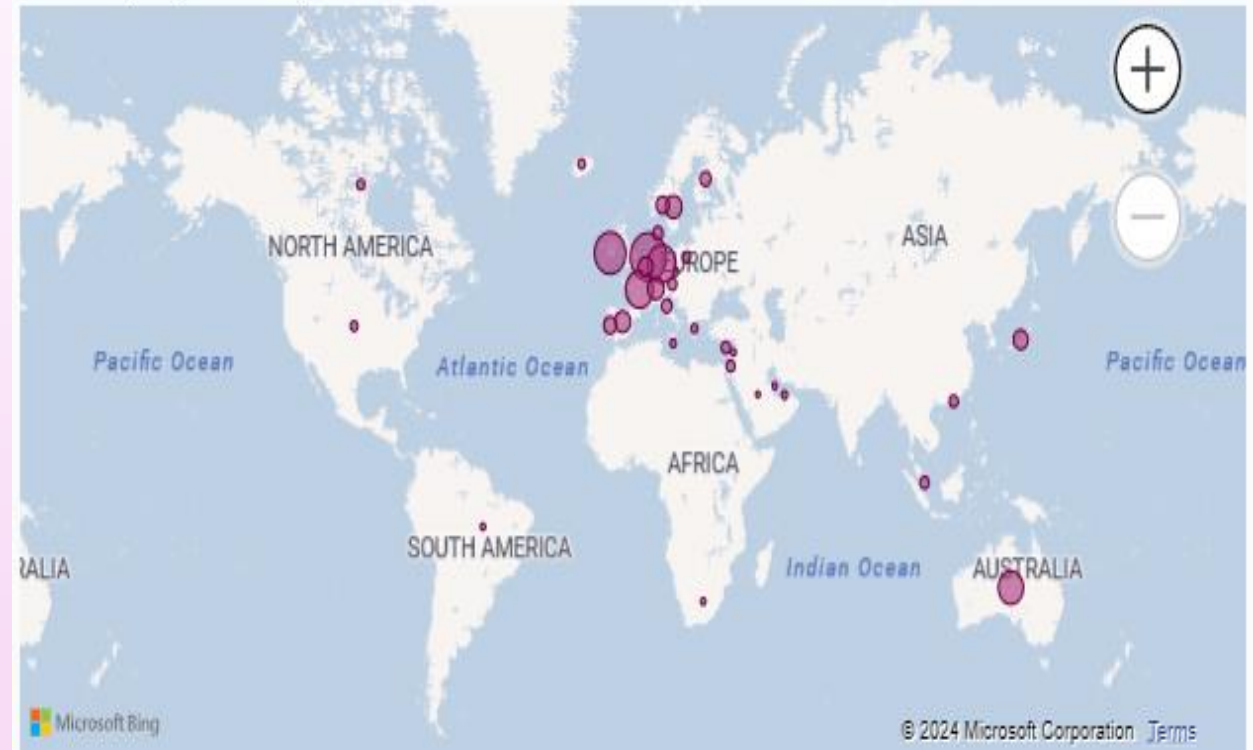 NORTH AMERICA
ASIA
UROPE
Pacific Ocean
Atlantic Ocean
Pacific Ocean
AFRICA
SOUTH AMERICA
Indian Ocean
AUSTRALIA
RALIA
Microsoft Bing
© 2024 Microsoft Corporation Terms